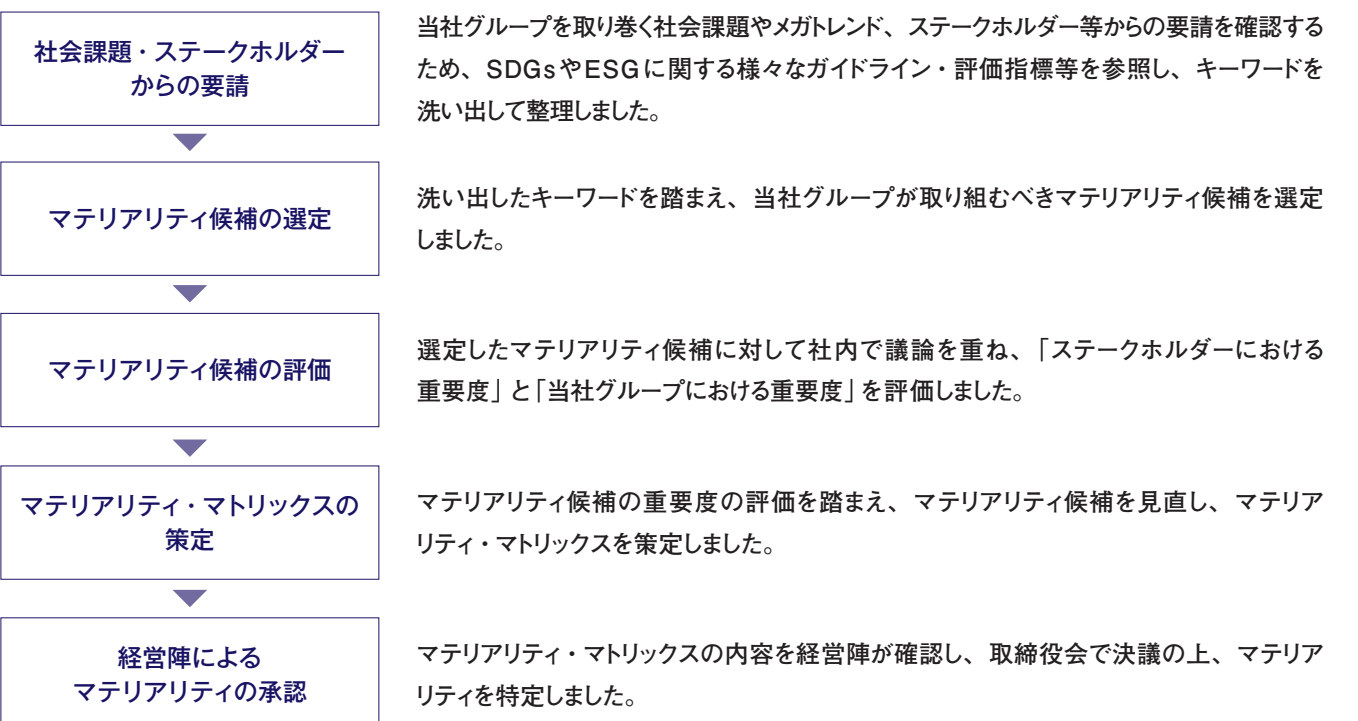 社会課題・ステークホルダー
からの要請
当社グループを取り巻く社会課題やメガトレンド、ステークホルダー等からの要請を確認する
ため、SDGsやESGに関する様々なガイドライン・評価指標等を参照し、キーワードを
洗い出して整理しました。
マテリアリティ候補の選定
洗い出したキーワードを踏まえ、当社グループが取り組むべきマテリアリティ候補を選定
しました。
マテリアリティ候補の評価
選定したマテリアリティ候補に対して社内で議論を重ね、「ステークホルダーにおける
重要度」と「当社グループにおける重要度」を評価しました。
マテリアリティ・マトリックスの
策定
マテリアリティ候補の重要度の評価を踏まえ、マテリアリティ候補を見直し、マテリア
リティ・マトリックスを策定しました。
経営陣による
マテリアリティの承認
マテリアリティ・マトリックスの内容を経営陣が確認し、取締役会で決議の上、マテリア
リティを特定しました。